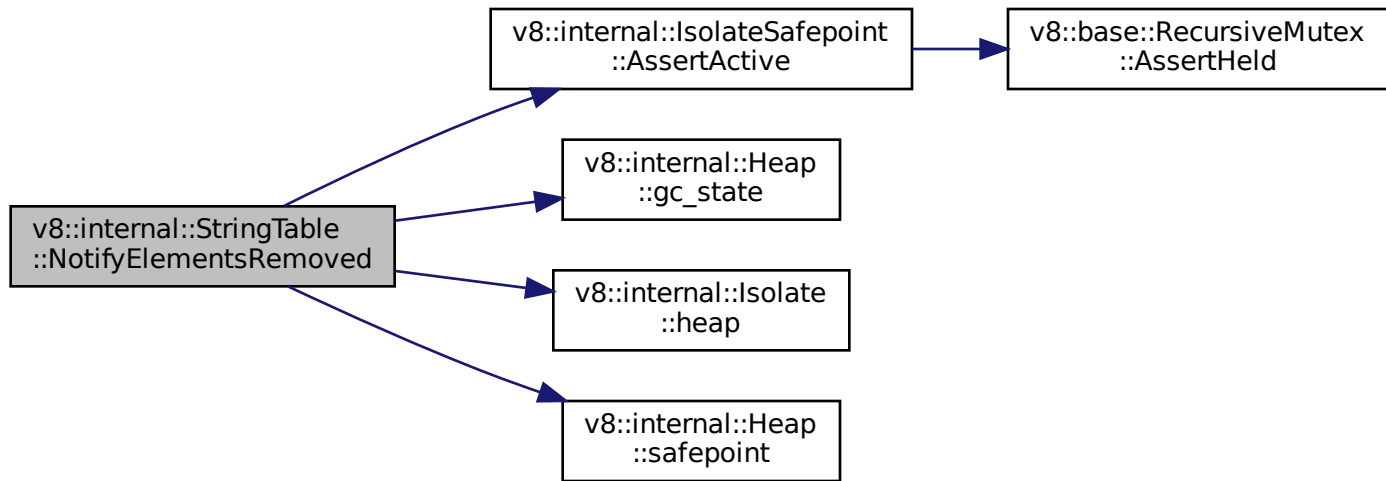 v8::internal::StringTable
::NotifyElementsRemoved
v8::internal::IsolateSafepoint
::AssertActive
v8::base::RecursiveMutex
::AssertHeld
v8::internal::Heap
::gc_state
v8::internal::Isolate
::heap
v8::internal::Heap
::safepoint